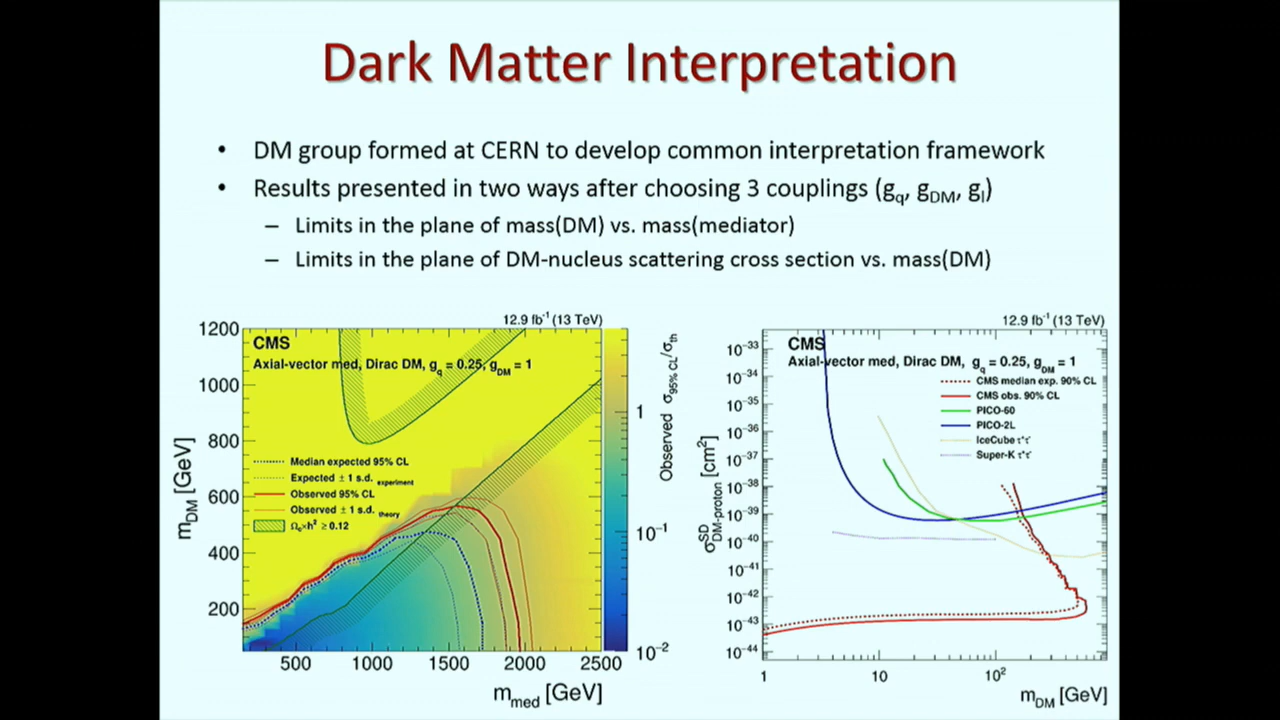 Dark Matter Interpretation
• DM group formed at CERN to develop common interpretation framework
• Results presented in two ways after choosing 3 couplings (gq, gDM, gl)
– Limits in the plane of mass(DM) vs. mass(mediator)
– Limits in the plane of DM-nucleus scattering cross section vs. mass(DM)
12.9 fb⁻¹ (13 TeV)
CMS
Axial-vector med, Dirac DM, gq = 0.25, gDM = 1
Median expected 95% CL
Expected ± 1 s.d. experiment
Observed 95% CL
Observed ± 1 s.d. theory
Ωc×h² ≥ 0.12
mDM [GeV]
1200
1000
800
600
400
200
500 1000 1500 2000 2500
mmed [GeV]
1
10⁻¹
10⁻²
Observed σ95% CL/σth
12.9 fb⁻¹ (13 TeV)
CMS
Axial-vector med, Dirac DM, gq = 0.25, gDM = 1
CMS median exp. 90% CL
CMS obs. 90% CL
PICO-60
PICO-2L
IceCube τ⁺τ⁻
Super-K τ⁺τ⁻
σSD DM-proton [cm²]
10⁻³³
10⁻³⁴
10⁻³⁵
10⁻³⁶
10⁻³⁷
10⁻³⁸
10⁻³⁹
10⁻⁴⁰
10⁻⁴¹
10⁻⁴²
10⁻⁴³
10⁻⁴⁴
1 10 10²
mDM [GeV]